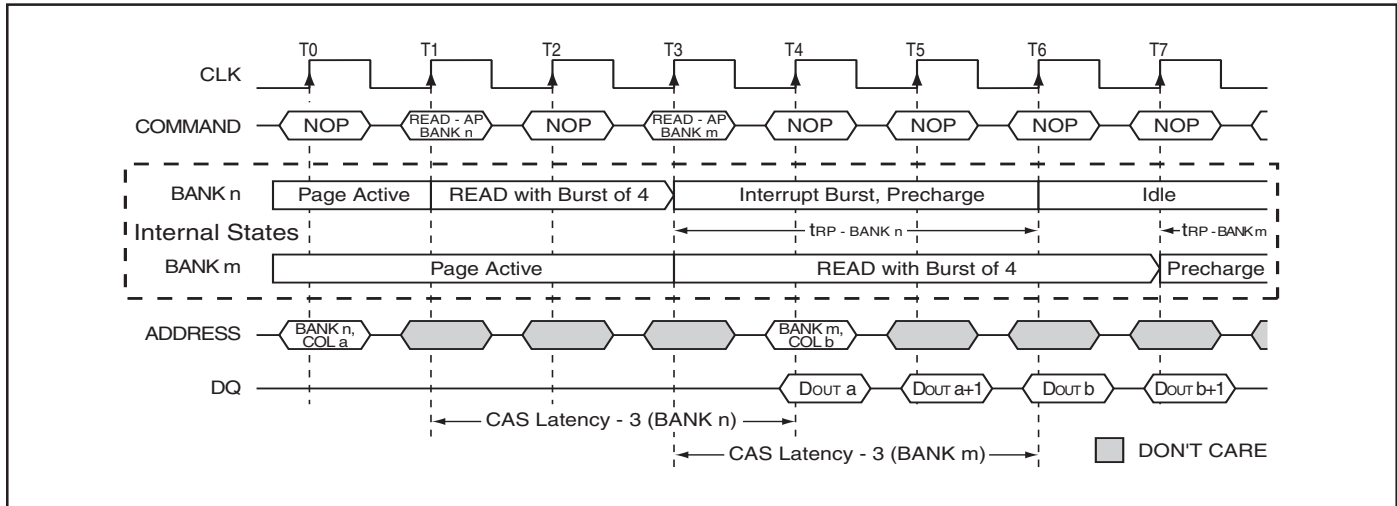 T0 T1 T2 T3 T4 T5 T6 T7
CLK
COMMAND NOP READ - AP BANK n NOP READ - AP BANK m NOP NOP NOP NOP
BANK n Page Active READ with Burst of 4 Interrupt Burst, Precharge Idle
Internal States tRP - BANK n tRP - BANK m
BANK m Page Active READ with Burst of 4 Precharge
ADDRESS BANK n, COL a BANK m, COL b
DQ DOUT a DOUT a+1 DOUT b DOUT b+1
CAS Latency - 3 (BANK n)
CAS Latency - 3 (BANK m) DON'T CARE